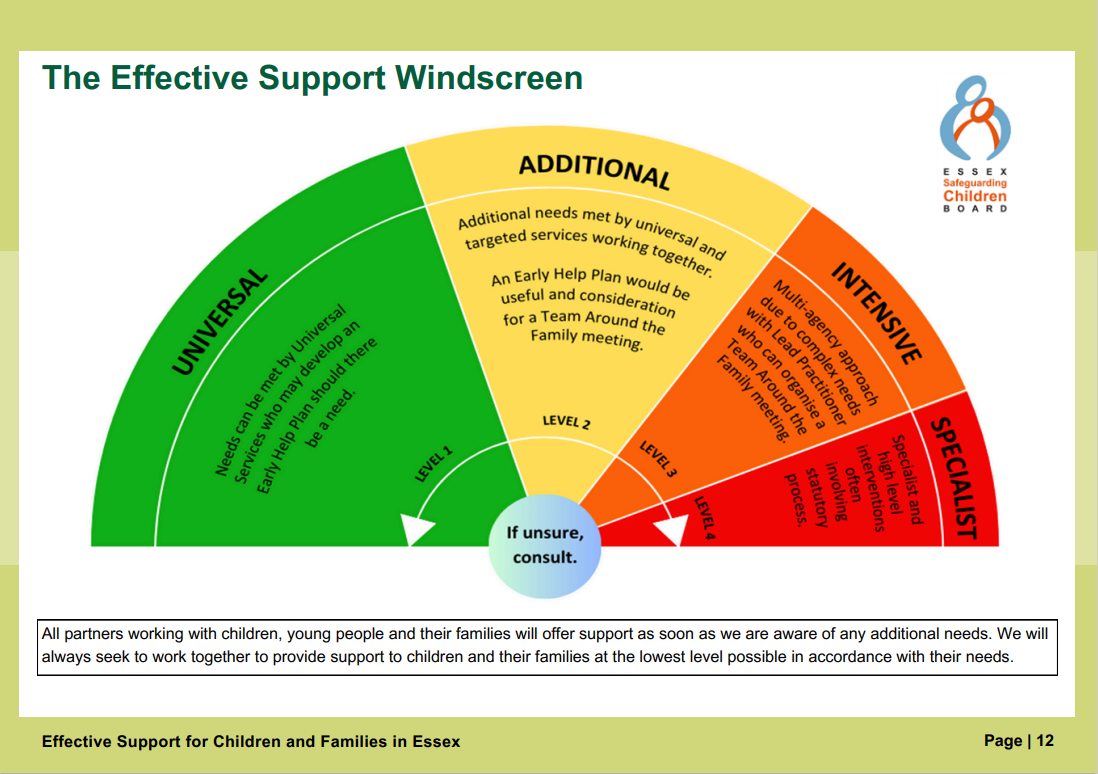 The Effective Support Windscreen
ESSEX
Safeguarding
Children
BOARD
UNIVERSAL
Needs can be met by Universal
Services who may develop an
Early Help Plan should there
be a need.
LEVEL 1
ADDITIONAL
Additional needs met by universal and
targeted services working together.
An Early Help Plan would be
useful and consideration
for a Team Around the
Family meeting.
LEVEL 2
INTENSIVE
Multi-agency approach
due to complex needs
with Lead Practitioner
who can organise a
Team Around the
Family meeting.
LEVEL 3
SPECIALIST
Specialist and
high level
interventions
often
involving
statutory
process.
LEVEL 4
If unsure,
consult.
All partners working with children, young people and their families will offer support as soon as we are aware of any additional needs. We will
always seek to work together to provide support to children and their families at the lowest level possible in accordance with their needs.
Effective Support for Children and Families in Essex
Page | 12